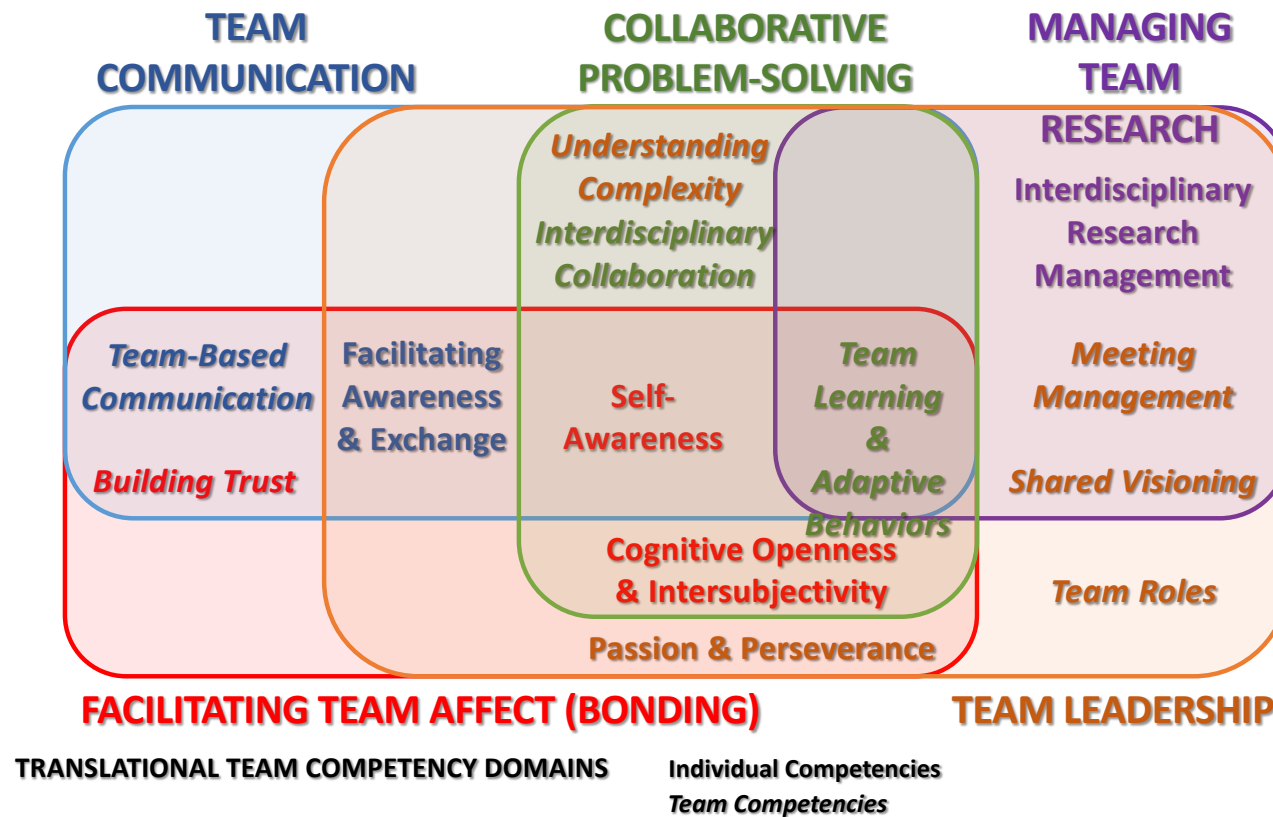 TEAM
COMMUNICATION
COLLABORATIVE
PROBLEM-SOLVING
MANAGING
TEAM
RESEARCH
Understanding
Complexity
Interdisciplinary
Collaboration
Interdisciplinary
Research
Management
Team-Based
Communication
Building Trust
Facilitating
Awareness
& Exchange
Self-
Awareness
Team
Learning
&
Adaptive
Behaviors
Meeting
Management
Shared Visioning
Cognitive Openness
& Intersubjectivity
Team Roles
Passion & Perseverance
FACILITATING TEAM AFFECT (BONDING)
TEAM LEADERSHIP
TRANSLATIONAL TEAM COMPETENCY DOMAINS
Individual Competencies
Team Competencies